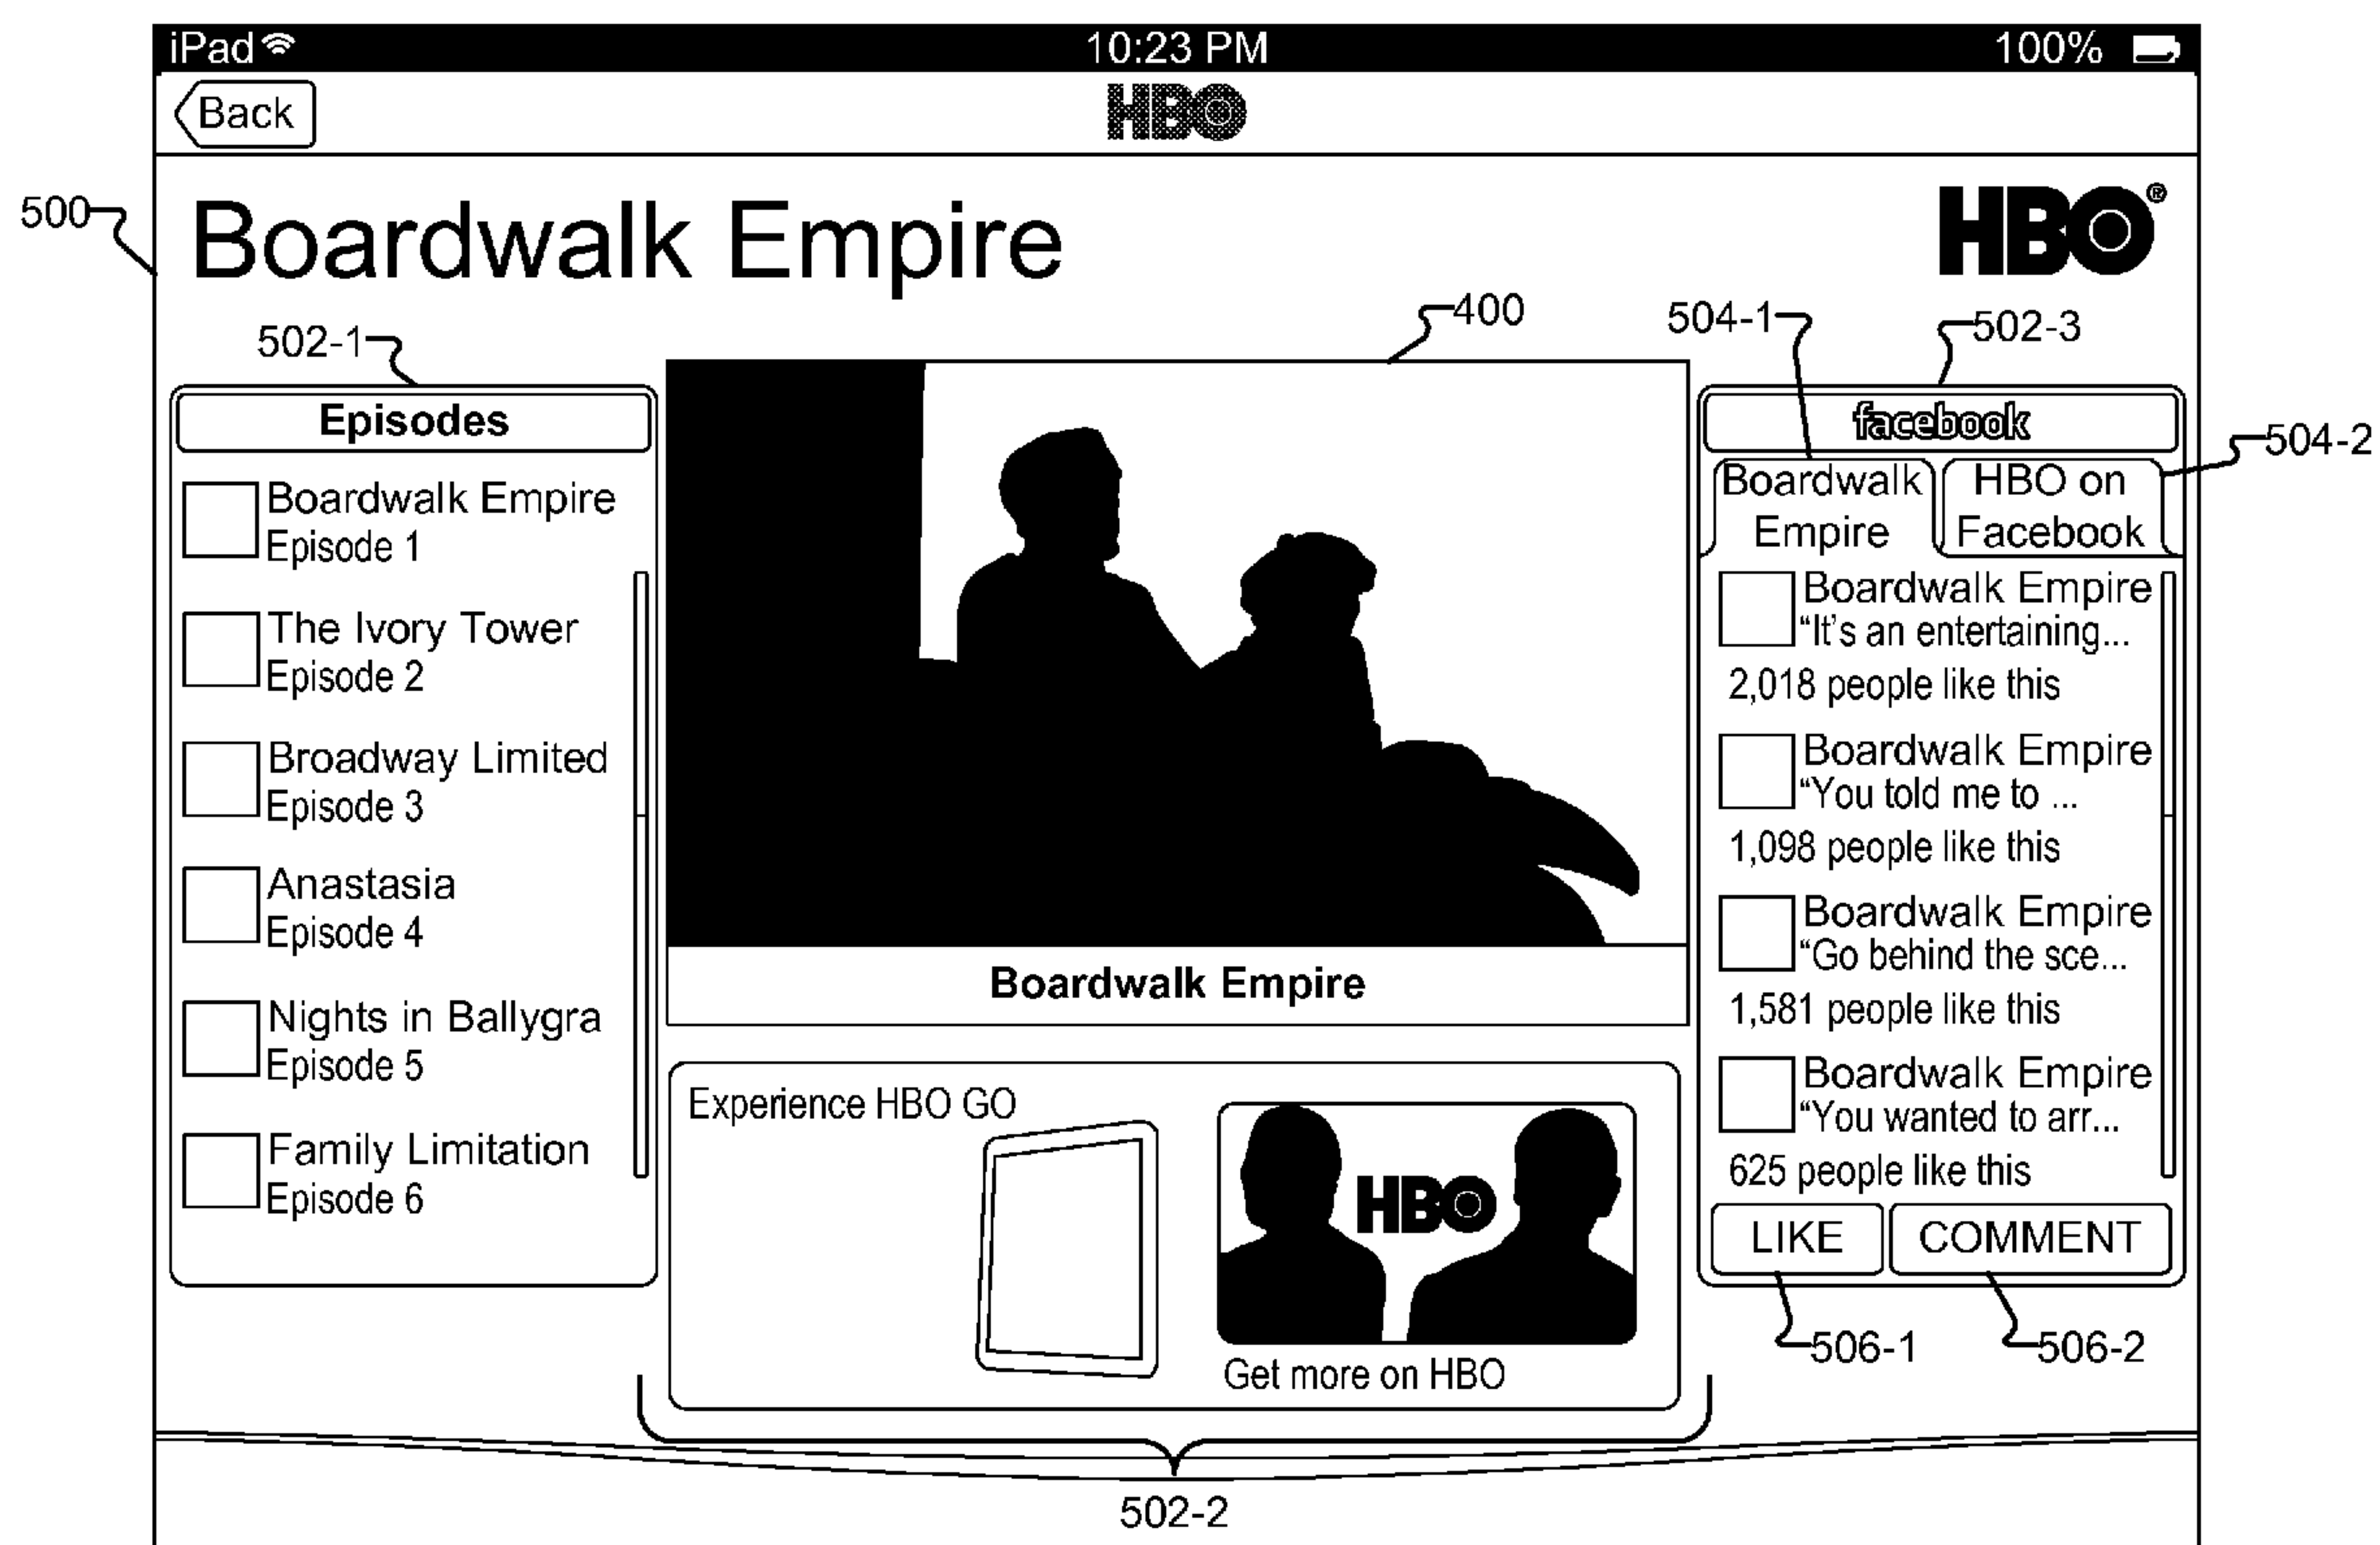 iPad
10:23 PM
100%
Back
HBO
500
Boardwalk Empire
HBO®
502-1
400
504-1
502-3
504-2
Episodes
Boardwalk Empire
Episode 1
The Ivory Tower
Episode 2
Broadway Limited
Episode 3
Anastasia
Episode 4
Nights in Ballygra
Episode 5
Family Limitation
Episode 6
Boardwalk Empire
Experience HBO GO
HBO
Get more on HBO
502-2
facebook
Boardwalk
Empire
HBO on
Facebook
Boardwalk Empire
“It's an entertaining...
2,018 people like this
Boardwalk Empire
“You told me to ...
1,098 people like this
Boardwalk Empire
“Go behind the sce...
1,581 people like this
Boardwalk Empire
“You wanted to arr...
625 people like this
LIKE
COMMENT
506-1
506-2